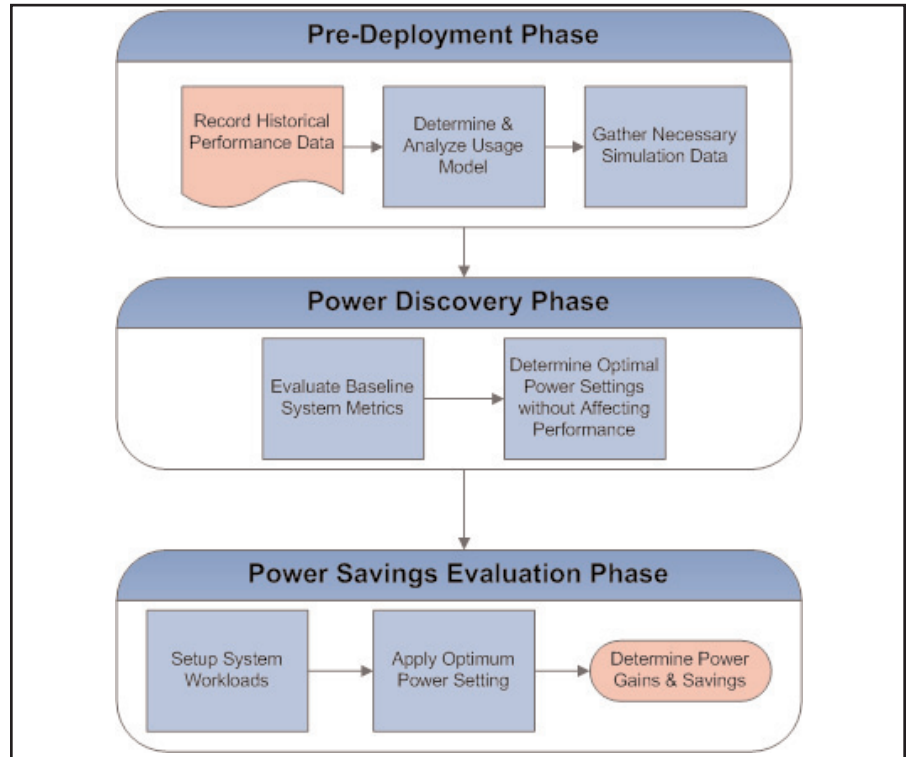 Pre-Deployment Phase
Record Historical
Performance Data
Determine &
Analyze Usage
Model
Gather Necessary
Simulation Data
Power Discovery Phase
Evaluate Baseline
System Metrics
Determine Optimal
Power Settings
without Affecting
Performance
Power Savings Evaluation Phase
Setup System
Workloads
Apply Optimum
Power Setting
Determine Power
Gains & Savings